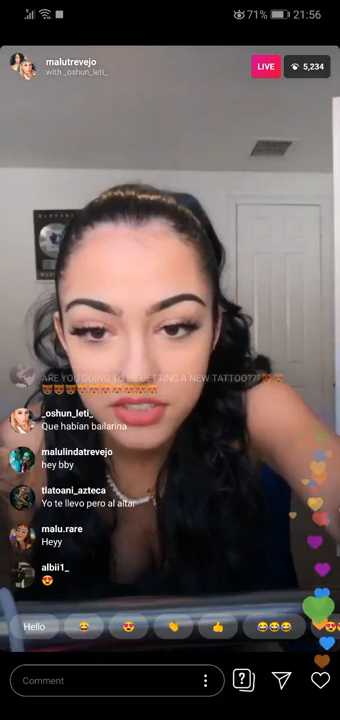 71% 21:56
malutrevejo
with _oshun_leti_
LIVE 5,234
ARE YOU GOING TO BE GETTING A NEW TATTOO???
_oshun_leti_
Que habían bailarina
malulindatrevejo
hey bby
tlatoani_azteca
Yo te llevo pero al altar
malu.rare
Heyy
albii1_
Hello
Comment